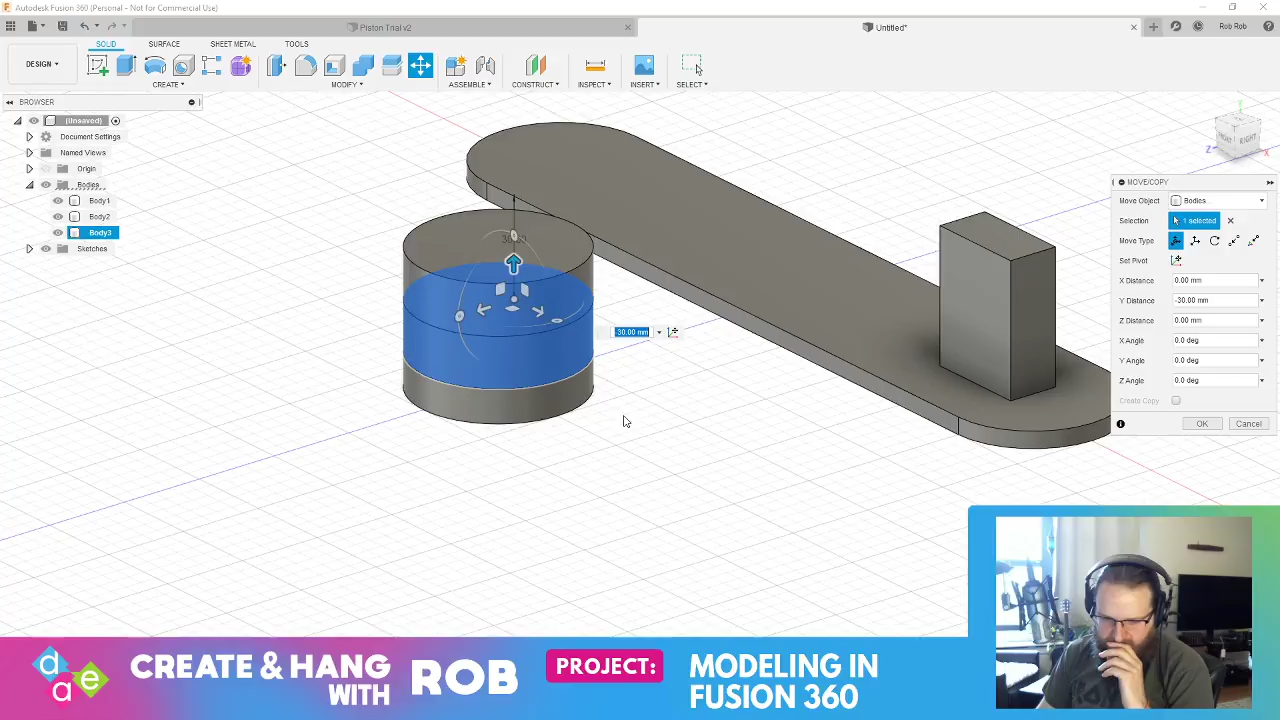 Autodesk Fusion 360 (Personal - Not for Commercial Use)
Piston Trial v2
Untitled*
Rob Rob
DESIGN
SOLID SURFACE SHEET METAL TOOLS
CREATE MODIFY ASSEMBLE CONSTRUCT INSPECT INSERT SELECT
BROWSER
(Unsaved)
Document Settings
Named Views
Origin
Bodies
Body1
Body2
Body3
Sketches
30.00 mm
RIGHT
Z
X
Y
MOVE/COPY
Move Object Bodies
Selection 1 selected
Move Type
Set Pivot
X Distance 0.00 mm
Y Distance -30.00 mm
Z Distance 0.00 mm
X Angle 0.0 deg
Y Angle 0.0 deg
Z Angle 0.0 deg
Create Copy
OK Cancel
dae
CREATE & HANG
WITH
ROB
PROJECT:
MODELING IN
FUSION 360